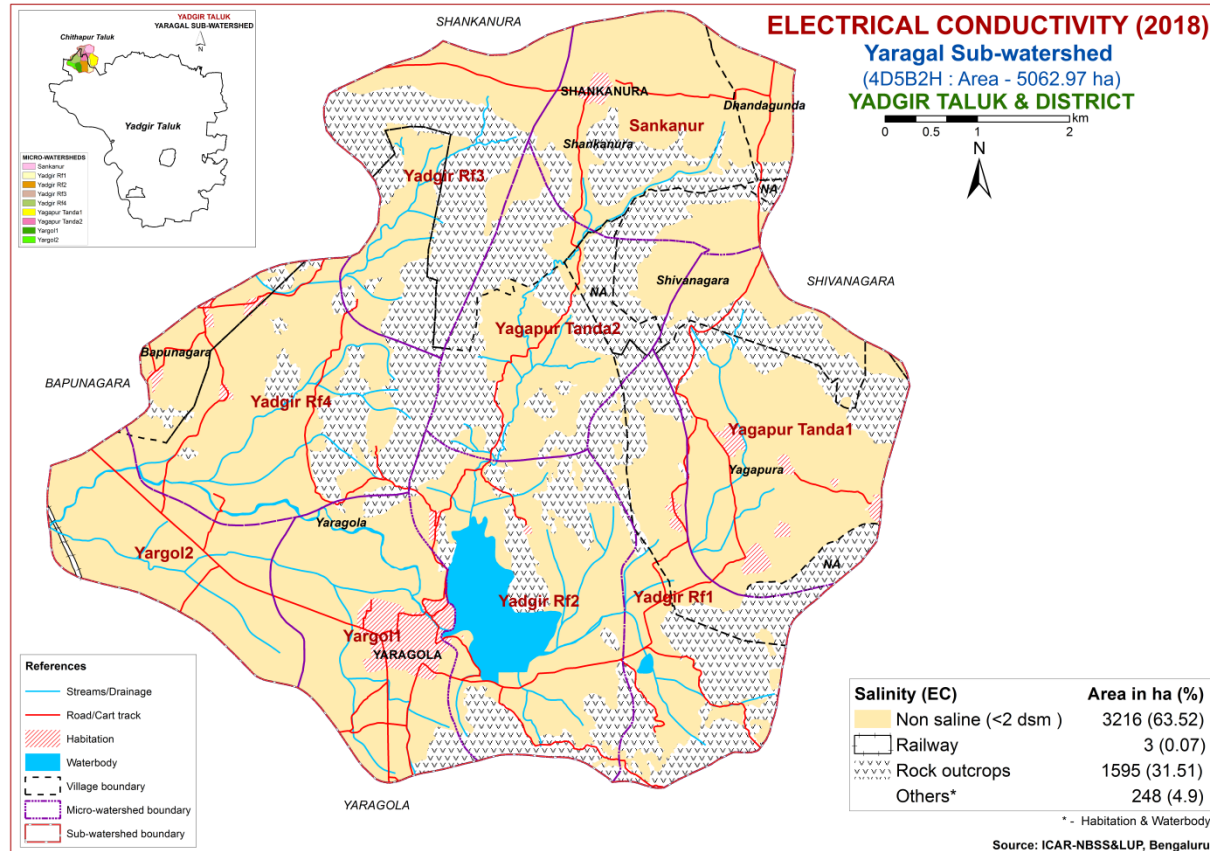 ELECTRICAL CONDUCTIVITY (2018)
Yaragal Sub-watershed
(4D5B2H : Area - 5062.97 ha)
YADGIR TALUK & DISTRICT
0 0.5 1 2 km
N
YADGIR TALUK
YARAGAL SUB-WATERSHED
N
Chithapur Taluk
Yadgir Taluk
MICRO-WATERSHEDS
Sankanur
Yadgir Rf1
Yadgir Rf2
Yadgir Rf3
Yadgir Rf4
Yagapur Tanda1
Yagapur Tanda2
Yargol1
Yargol2
SHANKANURA
SHANKANURA
Dhandagunda
Sankanur
Shankanura
Yadgir Rf3
NA
Shivanagara
SHIVANAGARA
NA
Yagapur Tanda2
Bapunagara
BAPUNAGARA
Yadgir Rf4
Yagapur Tanda1
Yagapura
Yaragola
Yargol2
NA
Yadgir Rf2
Yadgir Rf1
Yargol1
YARAGOLA
YARAGOLA
References
Streams/Drainage
Road/Cart track
Habitation
Waterbody
Village boundary
Micro-watershed boundary
Sub-watershed boundary
Salinity (EC) Area in ha (%)
Non saline (<2 dsm ) 3216 (63.52)
Railway 3 (0.07)
Rock outcrops 1595 (31.51)
Others* 248 (4.9)
* - Habitation & Waterbody
Source: ICAR-NBSS&LUP, Bengaluru